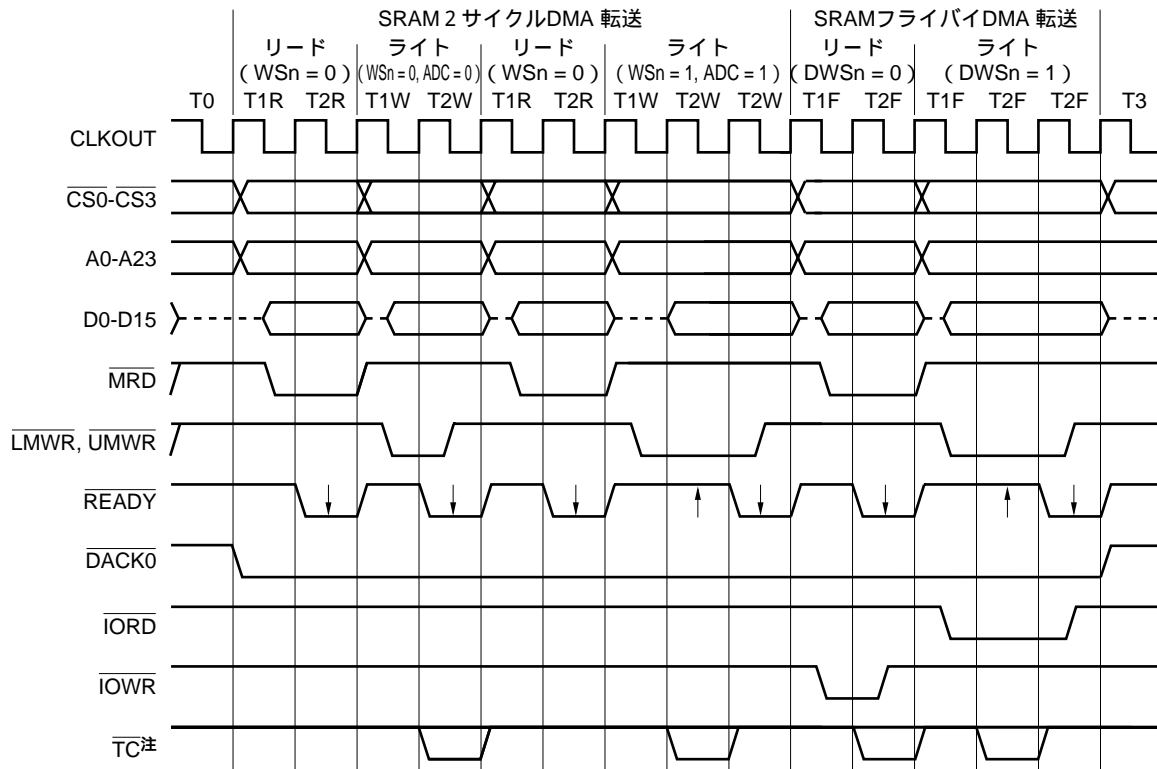 SRAM 2 サイクルDMA 転送 SRAMフライバイDMA 転送
リード ライト リード ライト リード ライト
( WSn = 0 ) (WSn = 0, ADC = 0) ( WSn = 0 ) ( WSn = 1, ADC = 1 ) ( DWSn = 0 ) ( DWSn = 1 )
T0 T1R T2R T1W T2W T1R T2R T1W T2W T2W T1F T2F T1F T2F T2F T3
CLKOUT
CS0-CS3
A0-A23
D0-D15
MRD
LMWR, UMWR
READY
DACK0
IORD
IOWR
TC注